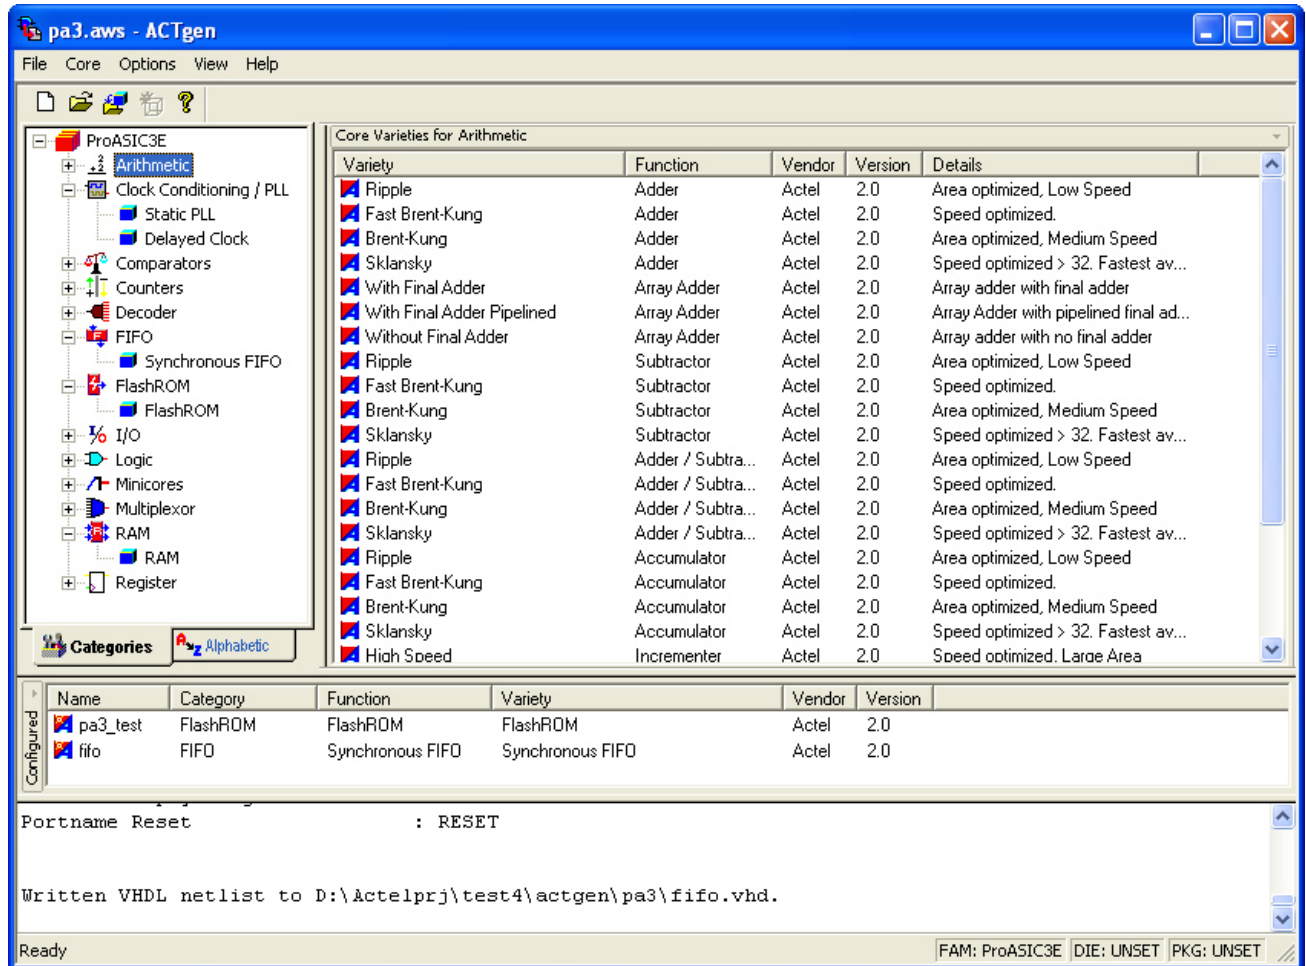 pa3.aws - ACTgen
File Core Options View Help
ProASIC3E
Arithmetic
Clock Conditioning / PLL
Static PLL
Delayed Clock
Comparators
Counters
Decoder
FIFO
Synchronous FIFO
FlashROM
FlashROM
I/O
Logic
Minicores
Multiplexor
RAM
RAM
Register
Categories Alphabetic
Core Varieties for Arithmetic
Variety Function Vendor Version Details
Ripple Adder Actel 2.0 Area optimized, Low Speed
Fast Brent-Kung Adder Actel 2.0 Speed optimized.
Brent-Kung Adder Actel 2.0 Area optimized, Medium Speed
Sklansky Adder Actel 2.0 Speed optimized > 32. Fastest av...
With Final Adder Array Adder Actel 2.0 Array adder with final adder
With Final Adder Pipelined Array Adder Actel 2.0 Array Adder with pipelined final ad...
Without Final Adder Array Adder Actel 2.0 Array adder with no final adder
Ripple Subtractor Actel 2.0 Area optimized, Low Speed
Fast Brent-Kung Subtractor Actel 2.0 Speed optimized.
Brent-Kung Subtractor Actel 2.0 Area optimized, Medium Speed
Sklansky Subtractor Actel 2.0 Speed optimized > 32. Fastest av...
Ripple Adder / Subtra... Actel 2.0 Area optimized, Low Speed
Fast Brent-Kung Adder / Subtra... Actel 2.0 Speed optimized.
Brent-Kung Adder / Subtra... Actel 2.0 Area optimized, Medium Speed
Sklansky Adder / Subtra... Actel 2.0 Speed optimized > 32. Fastest av...
Ripple Accumulator Actel 2.0 Area optimized, Low Speed
Fast Brent-Kung Accumulator Actel 2.0 Speed optimized.
Brent-Kung Accumulator Actel 2.0 Area optimized, Medium Speed
Sklansky Accumulator Actel 2.0 Speed optimized > 32. Fastest av...
High Speed Incrementer Actel 2.0 Speed optimized. Large Area
Configured
Name Category Function Variety Vendor Version
pa3_test FlashROM FlashROM FlashROM Actel 2.0
fifo FIFO Synchronous FIFO Synchronous FIFO Actel 2.0
Portname Reset : RESET
Written VHDL netlist to D:\Actelprj\test4\actgen\pa3\fifo.vhd.
Ready FAM: ProASIC3E DIE: UNSET PKG: UNSET